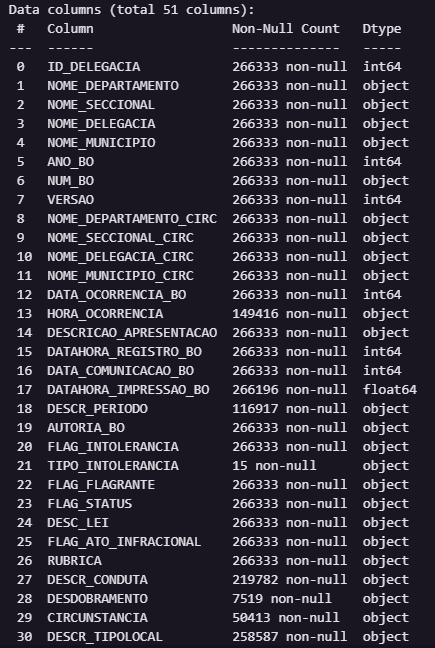 Data columns (total 51 columns):
 #   Column                  Non-Null Count   Dtype
---  ------                  --------------   -----
 0   ID_DELEGACIA            266333 non-null  int64
 1   NOME_DEPARTAMENTO       266333 non-null  object
 2   NOME_SECCIONAL          266333 non-null  object
 3   NOME_DELEGACIA          266333 non-null  object
 4   NOME_MUNICIPIO          266333 non-null  object
 5   ANO_BO                  266333 non-null  int64
 6   NUM_BO                  266333 non-null  object
 7   VERSAO                  266333 non-null  int64
 8   NOME_DEPARTAMENTO_CIRC  266333 non-null  object
 9   NOME_SECCIONAL_CIRC     266333 non-null  object
 10  NOME_DELEGACIA_CIRC     266333 non-null  object
 11  NOME_MUNICIPIO_CIRC     266333 non-null  object
 12  DATA_OCORRENCIA_BO      266333 non-null  int64
 13  HORA_OCORRENCIA         149416 non-null  object
 14  DESCRICAO_APRESENTACAO  266333 non-null  object
 15  DATAHORA_REGISTRO_BO    266333 non-null  int64
 16  DATA_COMUNICACAO_BO     266333 non-null  int64
 17  DATAHORA_IMPRESSAO_BO   266196 non-null  float64
 18  DESCR_PERIODO           116917 non-null  object
 19  AUTORIA_BO              266333 non-null  object
 20  FLAG_INTOLERANCIA       266333 non-null  object
 21  TIPO_INTOLERANCIA       15 non-null      object
 22  FLAG_FLAGRANTE          266333 non-null  object
 23  FLAG_STATUS             266333 non-null  object
 24  DESC_LEI                266333 non-null  object
 25  FLAG_ATO_INFRACIONAL    266333 non-null  object
 26  RUBRICA                 266333 non-null  object
 27  DESCR_CONDUTA           219782 non-null  object
 28  DESDOBRAMENTO           7519 non-null    object
 29  CIRCUNSTANCIA           50413 non-null   object
 30  DESCR_TIPOLOCAL         258587 non-null  object